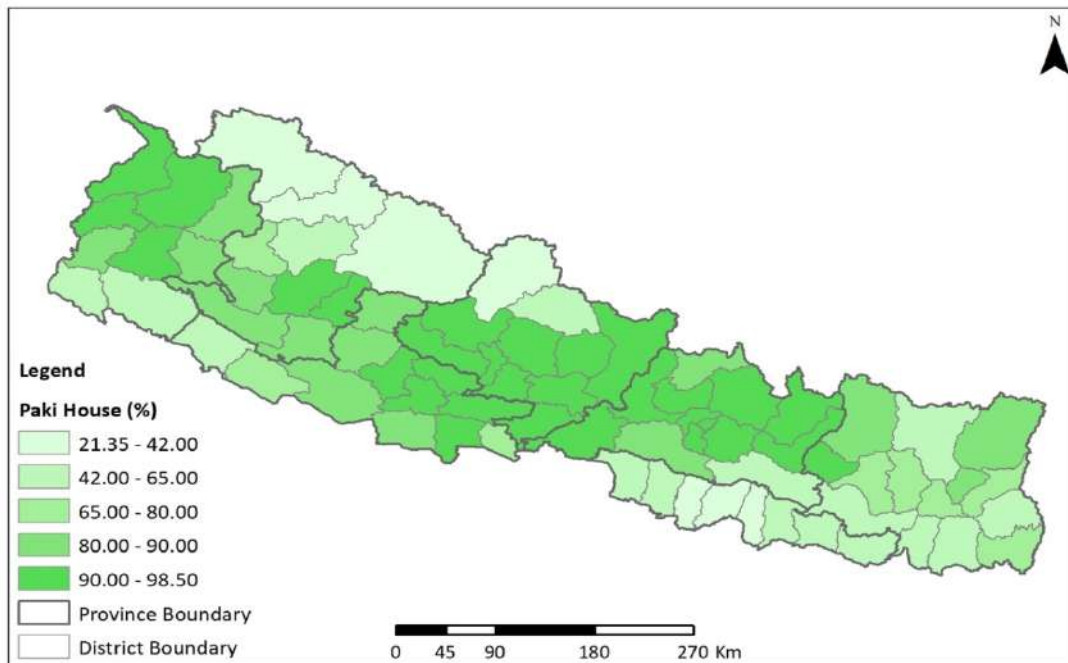 N
Legend
Paki House (%)
21.35 - 42.00
42.00 - 65.00
65.00 - 80.00
80.00 - 90.00
90.00 - 98.50
Province Boundary
District Boundary
0 45 90 180 270 Km